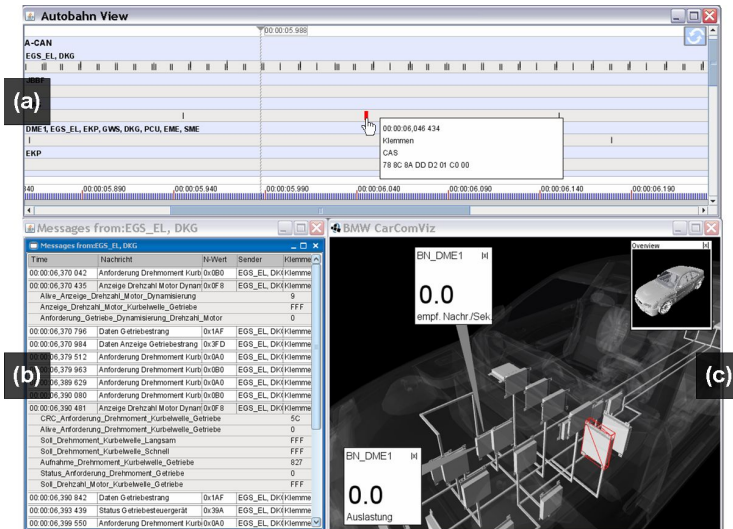 Autobahn View
00:00:05.988
A-CAN
EGS_EL, DKG
(a)
DME1, EGS_EL, EKP, GWS, DKG, PCU, EME, SME
EKP
00:00:06,046 434
Klemmen
CAS
78 8C 8A DD D2 01 C0 00
00:00:05.890 00:00:05.940 00:00:05.990 00:00:06.040 00:00:06.090 00:00:06.140 00:00:06.190
Messages from:EGS_EL, DKG
Messages from:EGS_EL, DKG
Time Nachricht N-Wert Sender Klemme
00:00:06,370 042 Anforderung Drehmoment Kurb 0x0B0 EGS_EL, DK( Klemme
00:00:06,370 435 Anzeige Drehzahl Motor Dynam 0x0F8 EGS_EL, DK( Klemme
Alive_Anzeige_Drehzahl_Motor_Dynamisierung 9
Anzeige_Drehzahl_Motor_Kurbelwelle_Getriebe FFF
Anforderung_Getriebe_Dynamisierung_Drehzahl_Motor 0
00:00:06,370 796 Daten Getriebestrang 0x1AF EGS_EL, DK( Klemme
00:00:06,370 984 Daten Anzeige Getriebestrang 0x3FD EGS_EL, DK( Klemme
00:00:06,379 512 Anforderung Drehmoment Kurb 0x0A0 EGS_EL, DK( Klemme
00:00:06,379 963 Anforderung Drehmoment Kurb 0x0B0 EGS_EL, DK( Klemme
(b)
00:00:06,389 629 Anforderung Drehmoment Kurb 0x0A0 EGS_EL, DK( Klemme
00:00:06,390 080 Anforderung Drehmoment Kurb 0x0B0 EGS_EL, DK( Klemme
00:00:06,390 481 Anzeige Drehzahl Motor Dynam 0x0F8 EGS_EL, DK( Klemme
CRC_Anforderung_Drehmoment_Kurbelwelle_Getriebe 5C
Alive_Anforderung_Drehmoment_Kurbelwelle_Getriebe 0
Soll_Drehmoment_Kurbelwelle_Langsam FFF
Soll_Drehmoment_Kurbelwelle_Schnell FFF
Aufnahme_Drehmoment_Kurbelwelle_Getriebe 827
Status_Anforderung_Drehmoment_Getriebe 0
Soll_Drehzahl_Motor_Kurbelwelle_Getriebe FFF
00:00:06,390 842 Daten Getriebestrang 0x1AF EGS_EL, DK( Klemme
00:00:06,393 439 Status Getriebesteuergerät 0x39A EGS_EL, DK( Klemme
00:00:06,399 550 Anforderung Drehmoment Kurb 0x0A0 EGS_EL, DK( Klemme
BMW CarComViz
BN_DME1
0.0
empf. Nachr./Sek.
Overview
(c)
BN_DME1
0.0
Auslastung